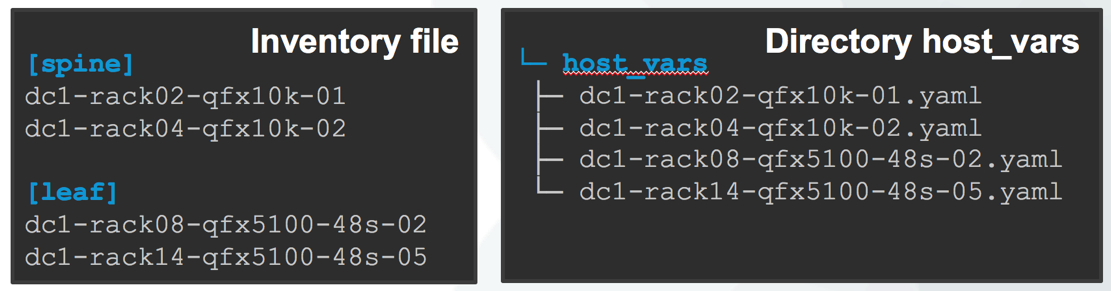 Inventory file
[spine]
dc1-rack02-qfx10k-01
dc1-rack04-qfx10k-02
[leaf]
dc1-rack08-qfx5100-48s-02
dc1-rack14-qfx5100-48s-05
Directory host_vars
└─ host_vars
├─ dc1-rack02-qfx10k-01.yaml
├─ dc1-rack04-qfx10k-02.yaml
├─ dc1-rack08-qfx5100-48s-02.yaml
└─ dc1-rack14-qfx5100-48s-05.yaml